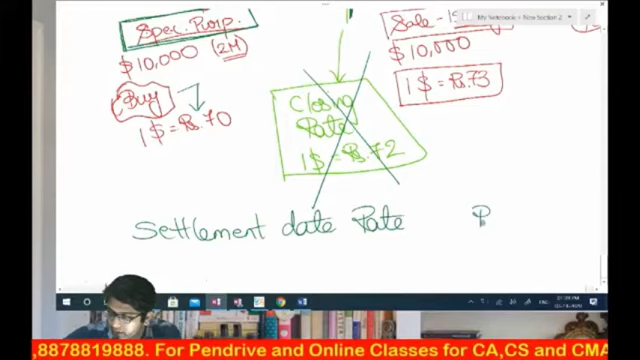 My Notebook • New Section 2
Spec. Purp.
$10,000 (2M)
Buy
1$ = Rs.70
Closing
Rate
1$ = Rs.72
Sale -
$10,000
1$ = Rs.73
Settlement date Rate
ENG
,8878819888. For Pendrive and Online Classes for CA,CS and CMA